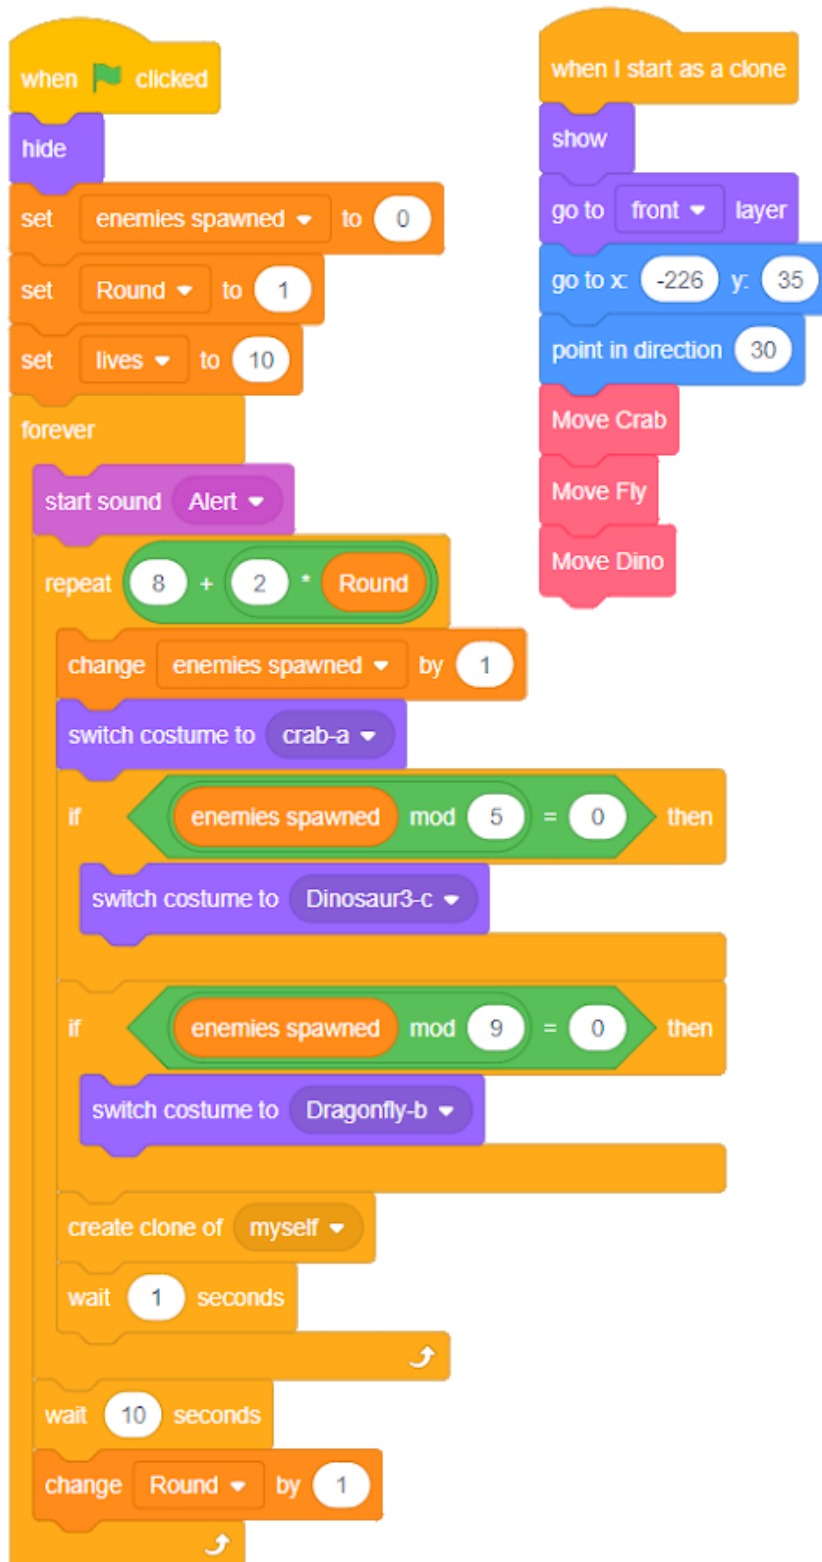 when clicked
hide
set enemies spawned to 0
set Round to 1
set lives to 10
forever
start sound Alert
repeat 8 + 2 * Round
change enemies spawned by 1
switch costume to crab-a
if enemies spawned mod 5 = 0 then
switch costume to Dinosaur3-c
if enemies spawned mod 9 = 0 then
switch costume to Dragonfly-b
create clone of myself
wait 1 seconds
wait 10 seconds
change Round by 1
when I start as a clone
show
go to front layer
go to x: -226 y: 35
point in direction 30
Move Crab
Move Fly
Move Dino